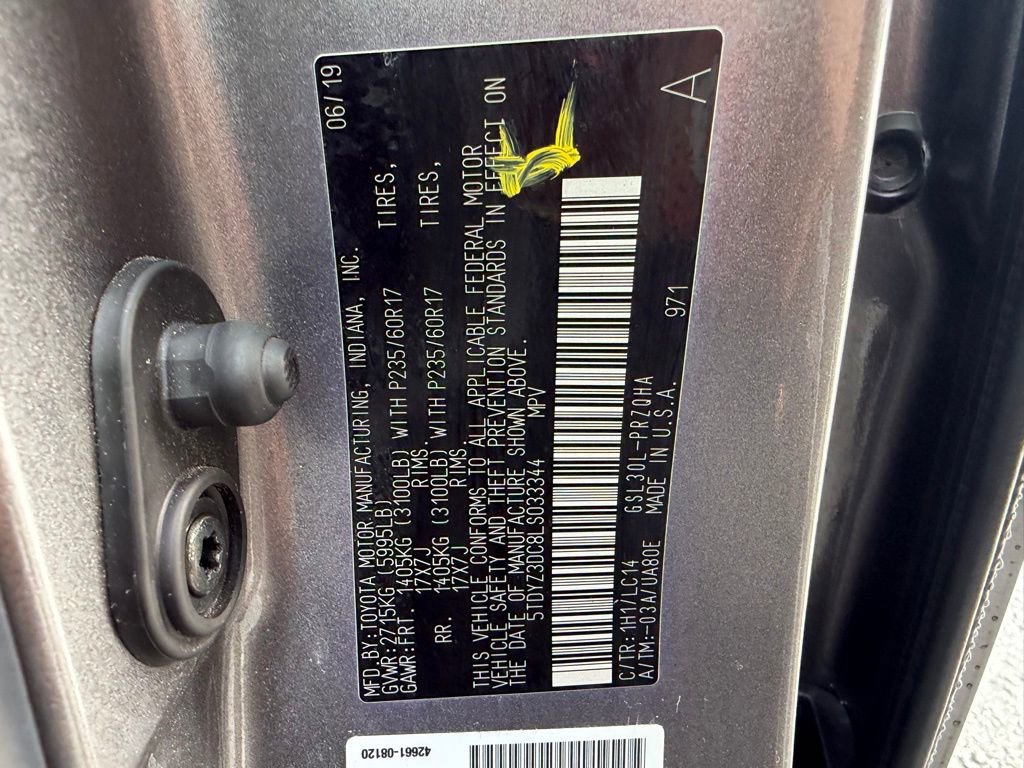 MFD.BY:TOYOTA MOTOR MANUFACTURING, INDIANA, INC. 06/19
GVWR:2715KG (5995LB)
GAWR:FRT. 1405KG (3100LB) WITH P235/60R17 TIRES,
17X7J RIMS.
RR. 1405KG (3100LB) WITH P235/60R17 TIRES,
17X7J RIMS
THIS VEHICLE CONFORMS TO ALL APPLICABLE FEDERAL MOTOR
VEHICLE SAFETY AND THEFT PREVENTION STANDARDS IN EFFECT ON
THE DATE OF MANUFACTURE SHOWN ABOVE.
5TDYZ3DC8LS033344 MPV
C/TR:1H1/LC14 GSL30L-PRZQHA 971
A/TM:-03A/UA80E MADE IN U.S.A. A
42661-08120